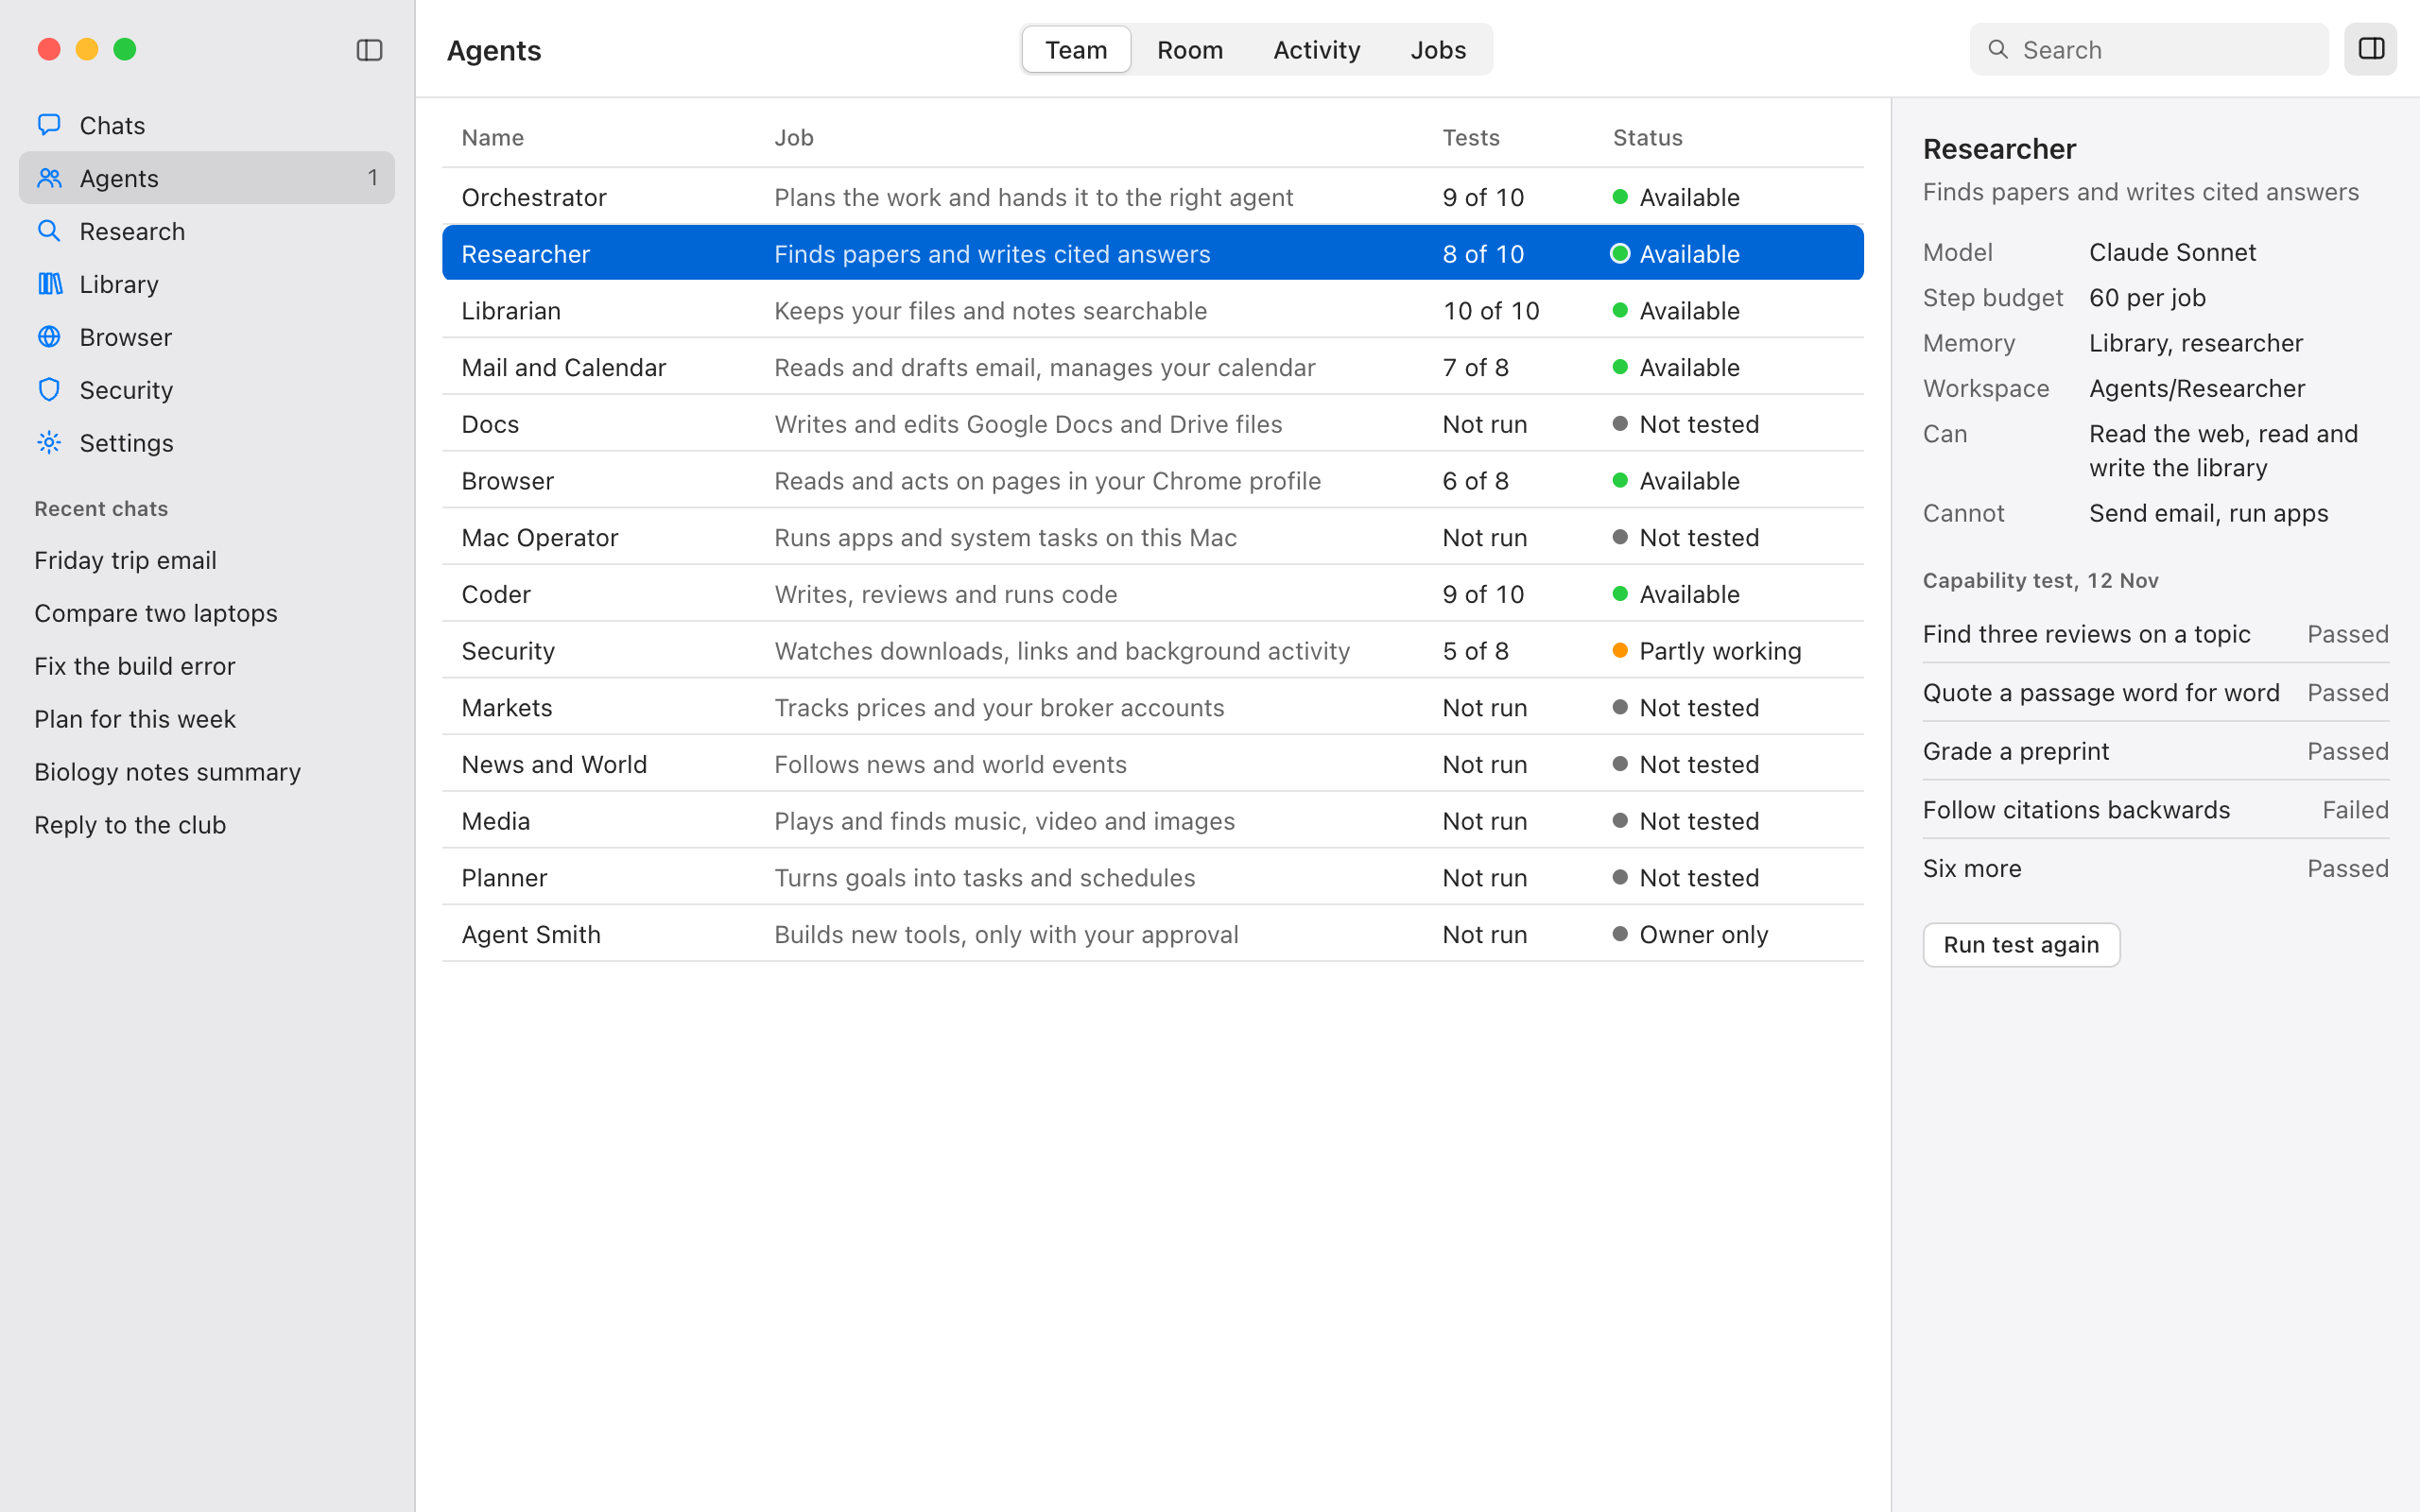 Agents
Team Room Activity Jobs
Search
Chats
Agents 1
Research
Library
Browser
Security
Settings
Recent chats
Friday trip email
Compare two laptops
Fix the build error
Plan for this week
Biology notes summary
Reply to the club
Name Job Tests Status
Orchestrator Plans the work and hands it to the right agent 9 of 10 Available
Researcher Finds papers and writes cited answers 8 of 10 Available
Librarian Keeps your files and notes searchable 10 of 10 Available
Mail and Calendar Reads and drafts email, manages your calendar 7 of 8 Available
Docs Writes and edits Google Docs and Drive files Not run Not tested
Browser Reads and acts on pages in your Chrome profile 6 of 8 Available
Mac Operator Runs apps and system tasks on this Mac Not run Not tested
Coder Writes, reviews and runs code 9 of 10 Available
Security Watches downloads, links and background activity 5 of 8 Partly working
Markets Tracks prices and your broker accounts Not run Not tested
News and World Follows news and world events Not run Not tested
Media Plays and finds music, video and images Not run Not tested
Planner Turns goals into tasks and schedules Not run Not tested
Agent Smith Builds new tools, only with your approval Not run Owner only
Researcher
Finds papers and writes cited answers
Model Claude Sonnet
Step budget 60 per job
Memory Library, researcher
Workspace Agents/Researcher
Can Read the web, read and
write the library
Cannot Send email, run apps
Capability test, 12 Nov
Find three reviews on a topic Passed
Quote a passage word for word Passed
Grade a preprint Passed
Follow citations backwards Failed
Six more Passed
Run test again